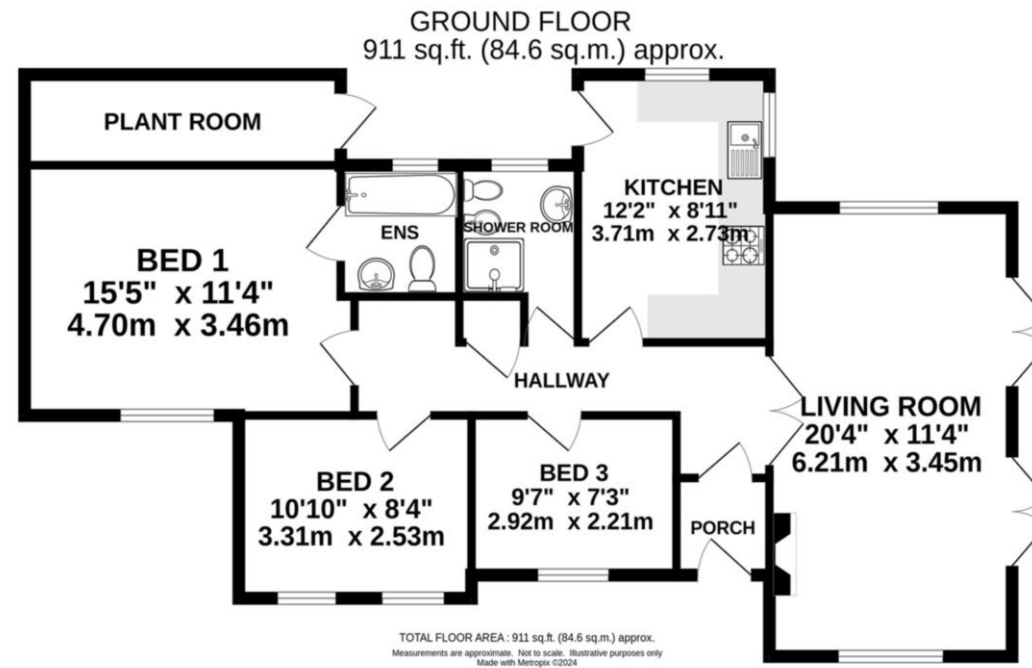 GROUND FLOOR
911 sq.ft. (84.6 sq.m.) approx.
PLANT ROOM
KITCHEN
12'2" x 8'11"
3.71m x 2.73m
ENS
SHOWER ROOM
BED 1
15'5" x 11'4"
4.70m x 3.46m
HALLWAY
LIVING ROOM
20'4" x 11'4"
6.21m x 3.45m
BED 2
10'10" x 8'4"
3.31m x 2.53m
BED 3
9'7" x 7'3"
2.92m x 2.21m
PORCH
TOTAL FLOOR AREA : 911 sq.ft. (84.6 sq.m.) approx.
Measurements are approximate. Not to scale. Illustrative purposes only
Made with Metropix ©2024